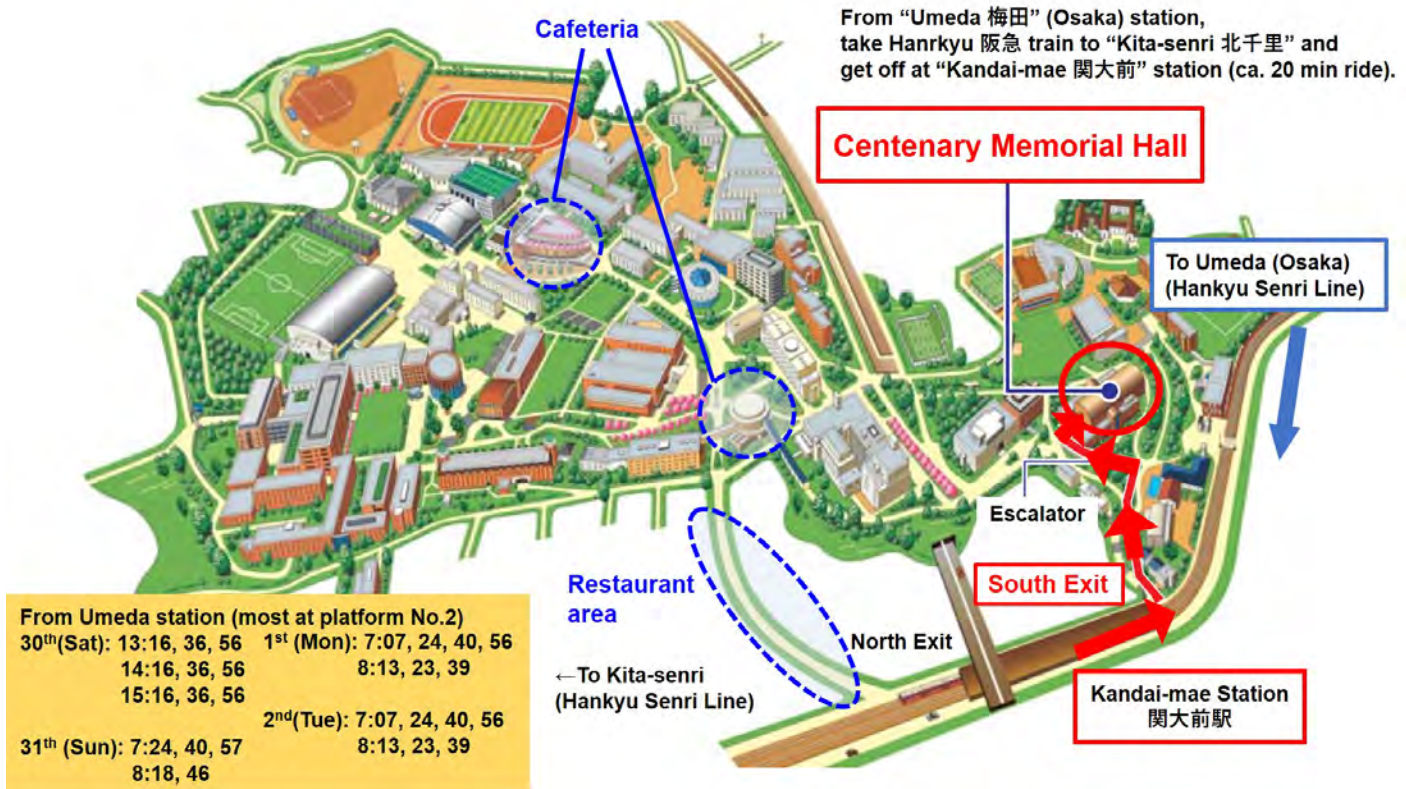 Cafeteria
From “Umeda 梅田” (Osaka) station,
take Hanrkyu 阪急 train to “Kita-senri 北千里” and
get off at “Kandai-mae 関大前” station (ca. 20 min ride).
Centenary Memorial Hall
To Umeda (Osaka)
(Hankyu Senri Line)
Escalator
South Exit
Restaurant
area
North Exit
←To Kita-senri
(Hankyu Senri Line)
Kandai-mae Station
関大前駅
From Umeda station (most at platform No.2)
30th(Sat): 13:16, 36, 56
14:16, 36, 56
15:16, 36, 56
31th (Sun): 7:24, 40, 57
8:18, 46
1st (Mon): 7:07, 24, 40, 56
8:13, 23, 39
2nd(Tue): 7:07, 24, 40, 56
8:13, 23, 39